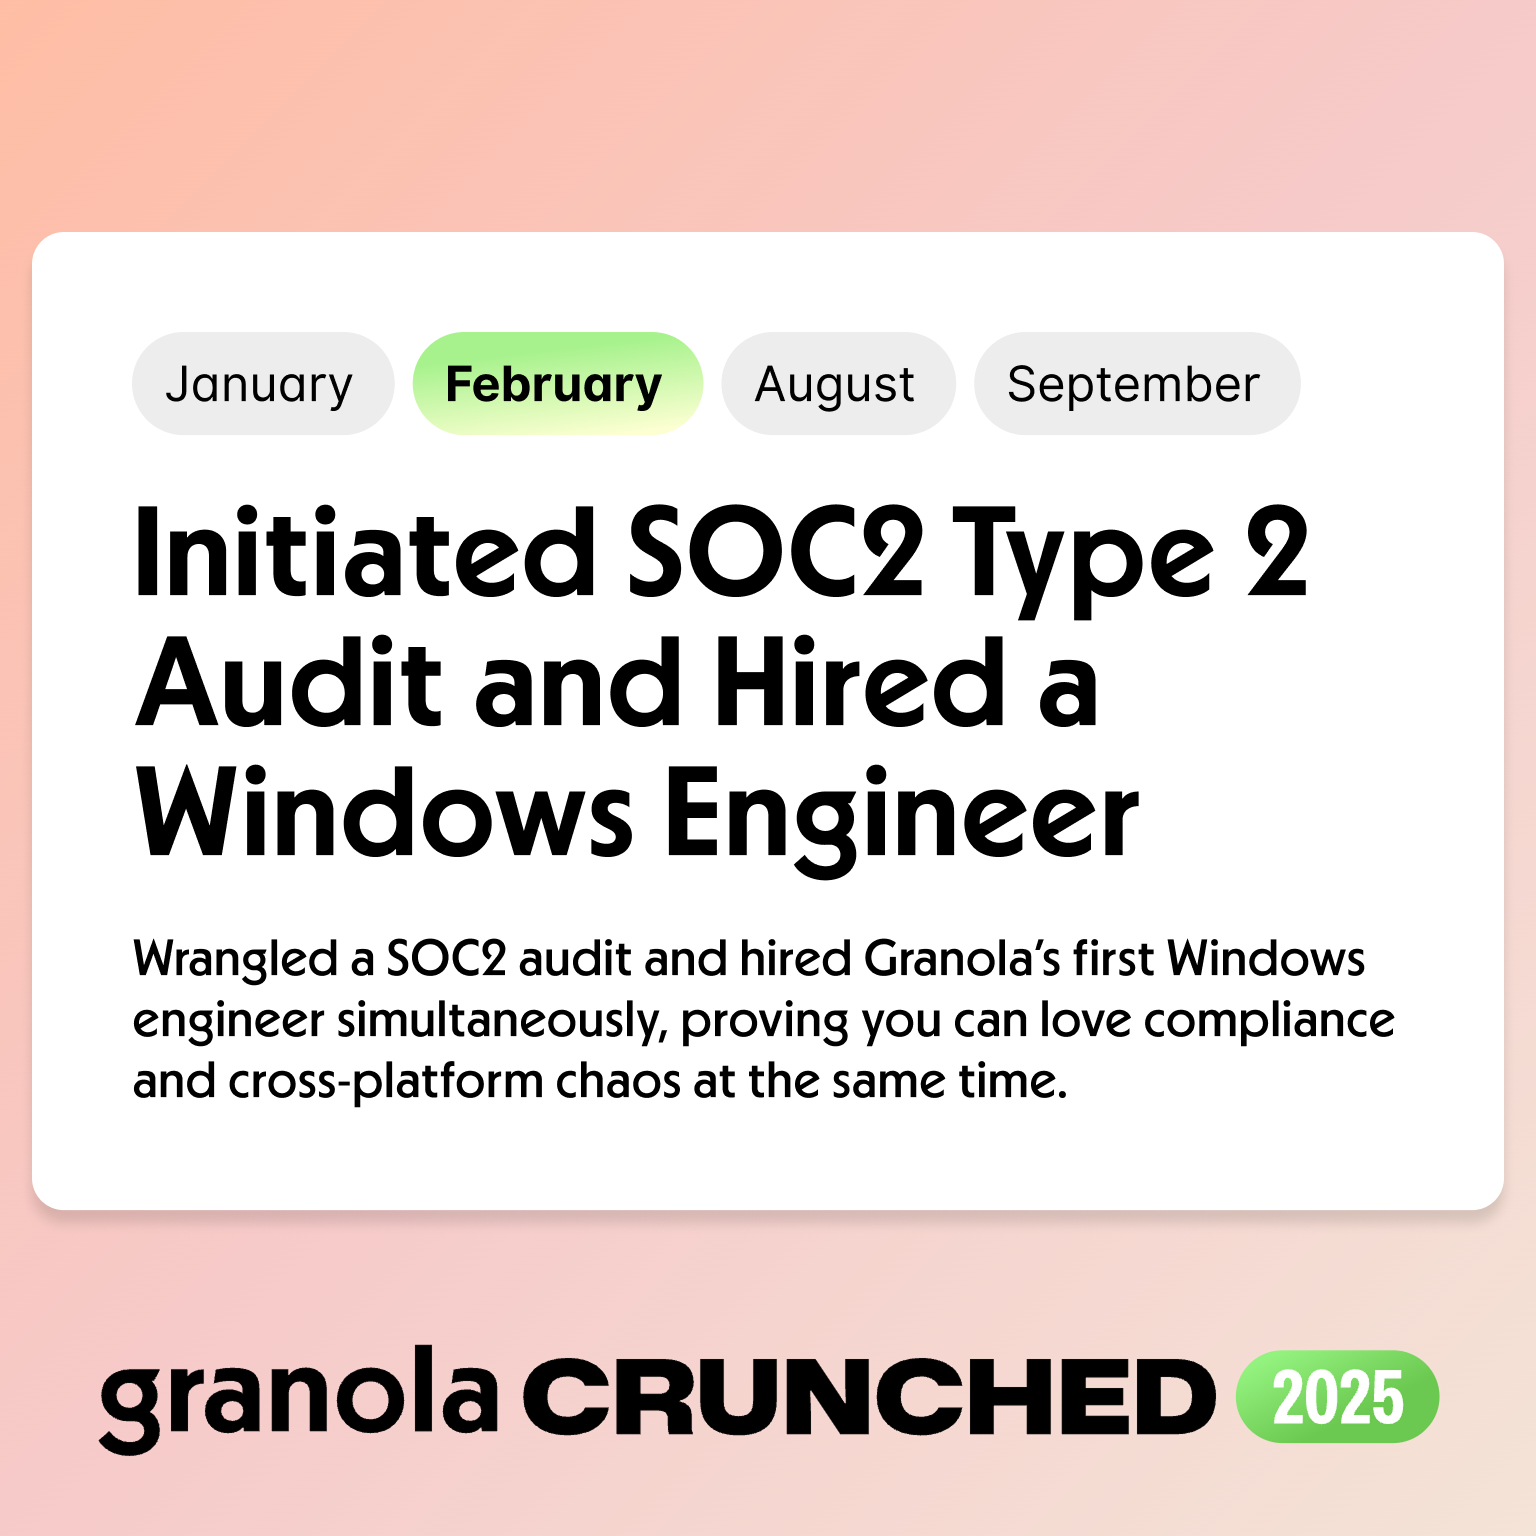 January February August September
Initiated SOC2 Type 2
Audit and Hired a
Windows Engineer
Wrangled a SOC2 audit and hired Granola’s first Windows
engineer simultaneously, proving you can love compliance
and cross-platform chaos at the same time.
granola CRUNCHED 2025